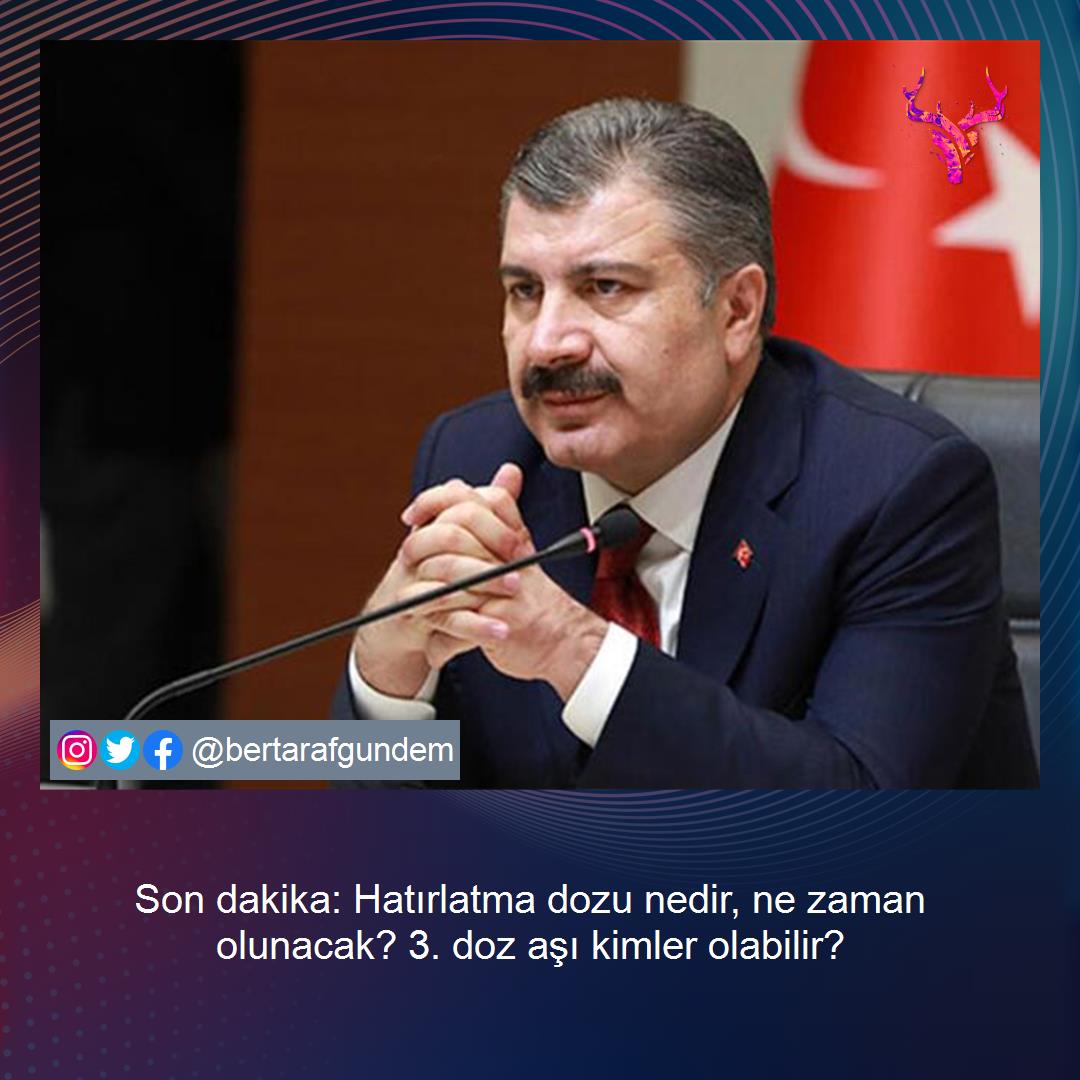 @bertarafgundem
Son dakika: Hatırlatma dozu nedir, ne zaman
olunacak? 3. doz aşı kimler olabilir?